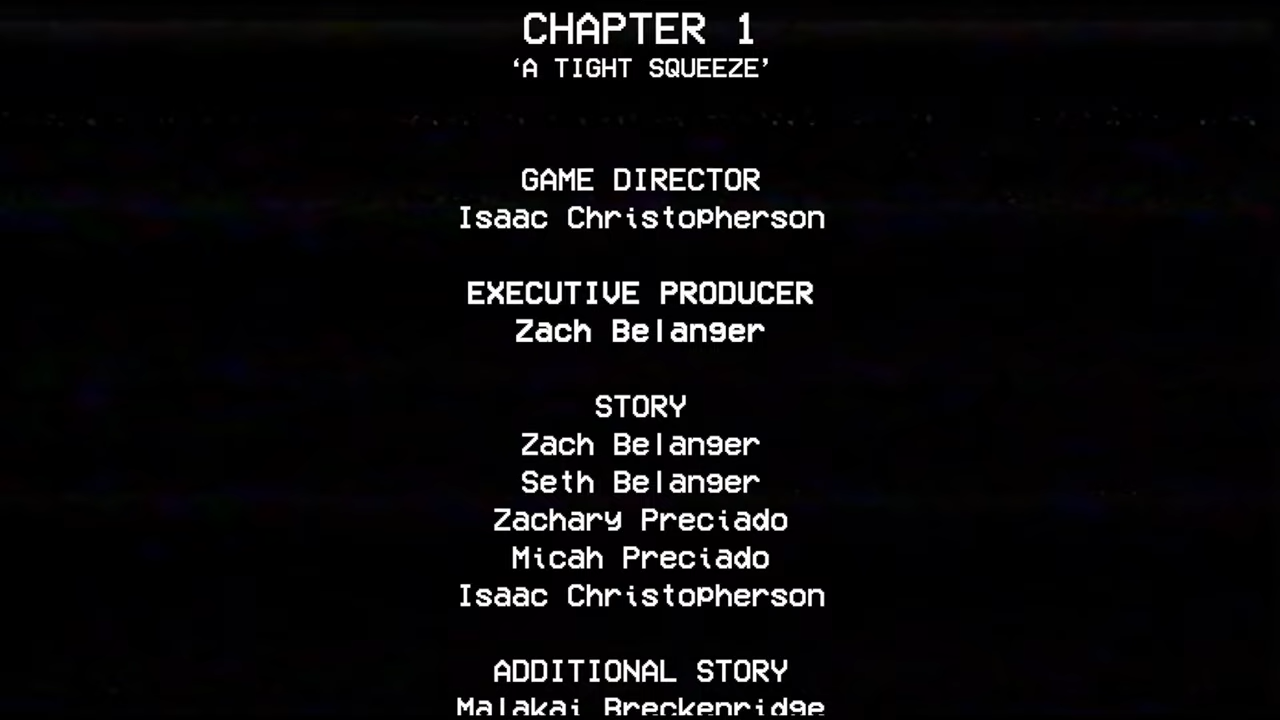 CHAPTER 1
‘A TIGHT SQUEEZE’
GAME DIRECTOR
Isaac Christopherson
EXECUTIVE PRODUCER
Zach Belanger
STORY
Zach Belanger
Seth Belanger
Zachary Preciado
Micah Preciado
Isaac Christopherson
ADDITIONAL STORY
Malakai Breckenridge